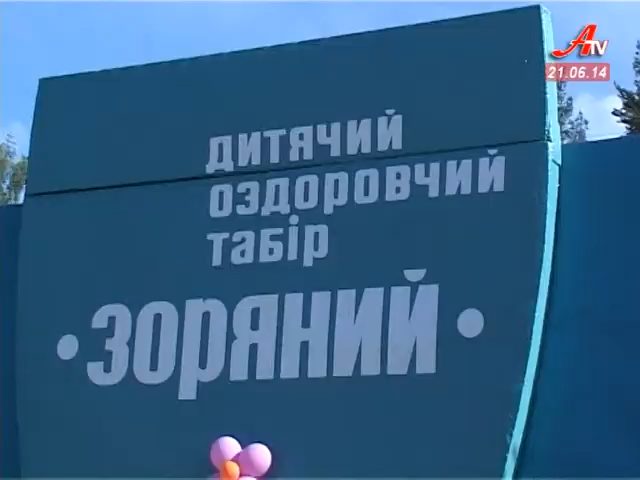 ATV
21.06.14
дитячий
оздоровчий
табір
•зоряний•